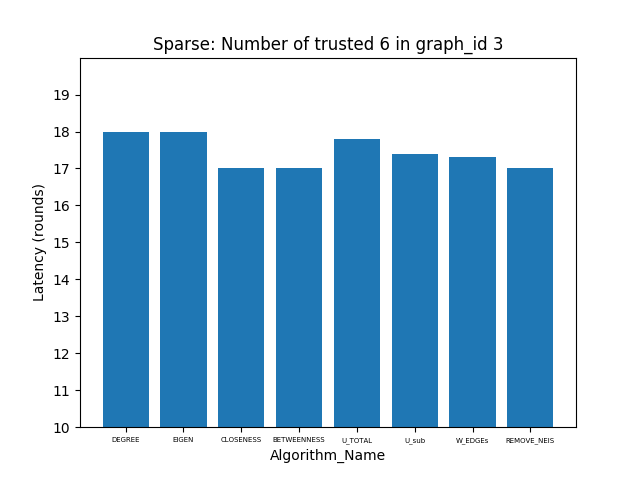 Sparse: Number of trusted 6 in graph_id 3
Latency (rounds)
19
18
17
16
15
14
13
12
11
10
DEGREE EIGEN CLOSENESS BETWEENNESS U_TOTAL U_sub W_EDGEs REMOVE_NEIS
Algorithm_Name